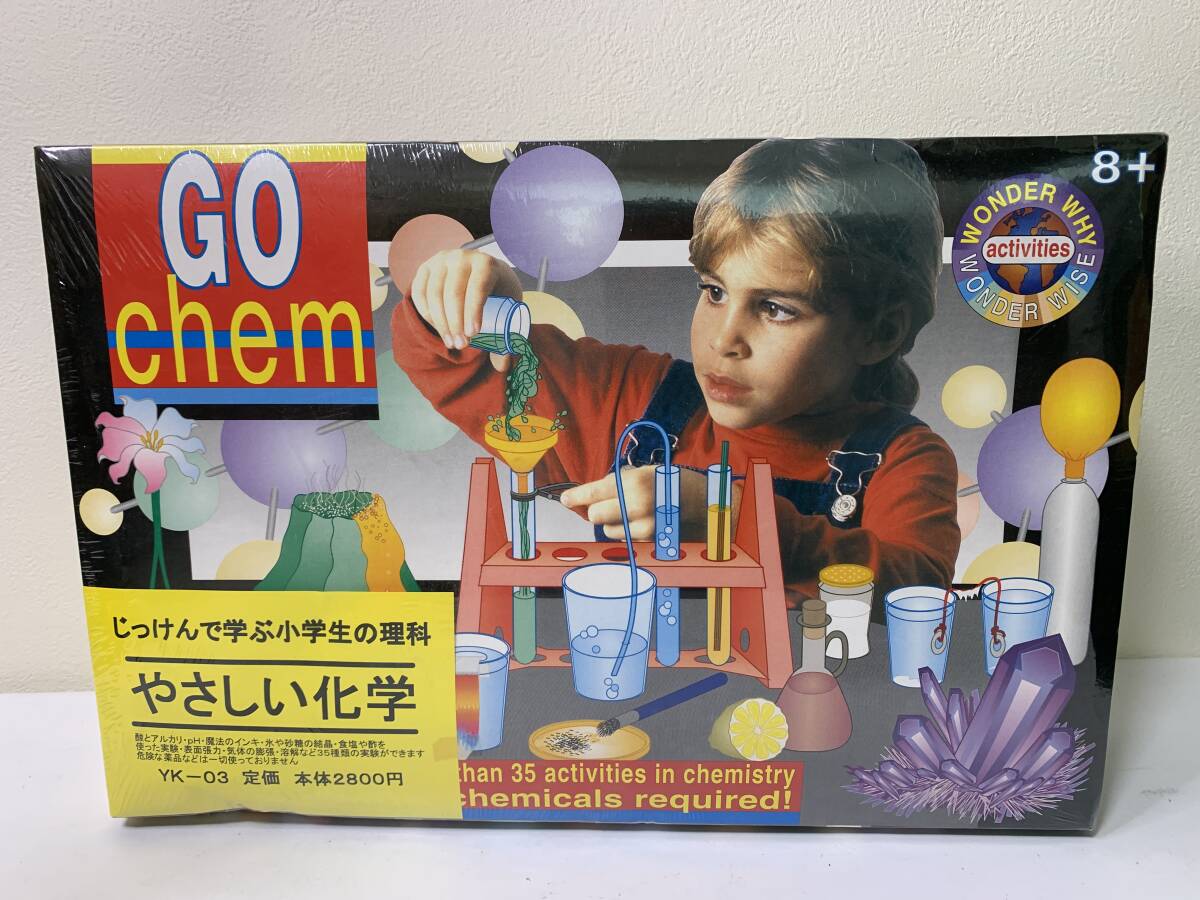 GO
chem
8+
WONDER WHY
activities
WONDER WISE
じっけんで学ぶ小学生の理科
やさしい化学
酸とアルカリ・pH・魔法のインキ・氷や砂糖の結晶・食塩や酢を
使った実験・表面張力・気体の膨張・溶解など35種類の実験ができます
危険な薬品などは一切使っておりません
YK－03 定価 本体2800円
than 35 activities in chemistry
chemicals required!